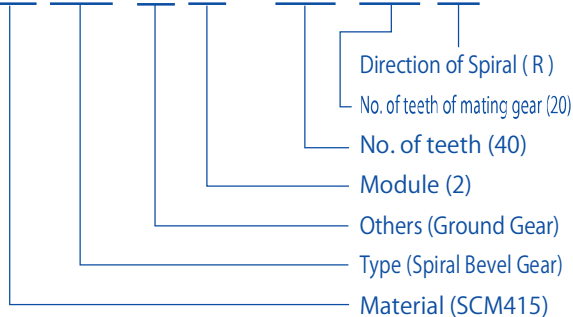 Direction of Spiral ( R )
No. of teeth of mating gear (20)
No. of teeth (40)
Module (2)
Others (Ground Gear)
Type (Spiral Bevel Gear)
Material (SCM415)